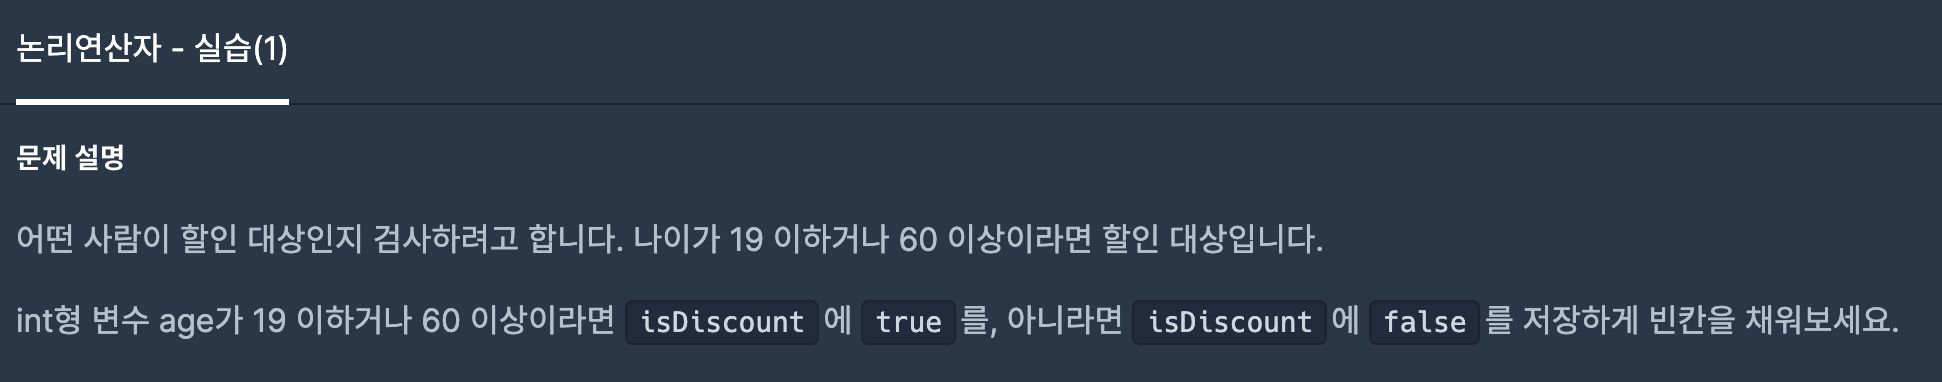 논리연산자 - 실습(1)
문제 설명
어떤 사람이 할인 대상인지 검사하려고 합니다. 나이가 19 이하거나 60 이상이라면 할인 대상입니다.
int형 변수 age가 19 이하거나 60 이상이라면 isDiscount 에 true 를, 아니라면 isDiscount 에 false 를 저장하게 빈칸을 채워보세요.